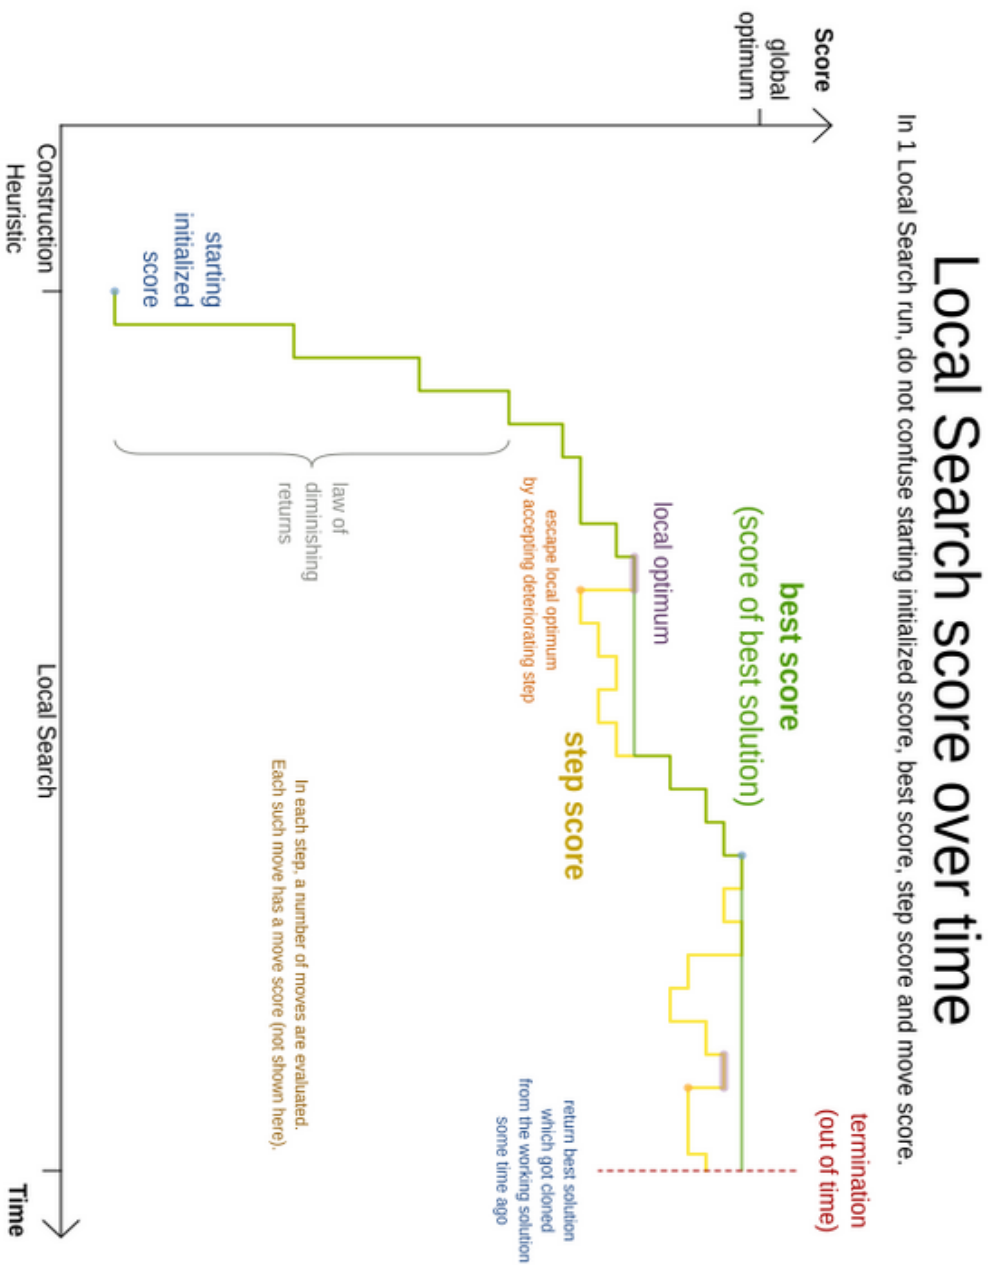 Local Search score over time
In 1 Local Search run, do not confuse starting initialized score, best score, step score and move score.
Score
global
optimum
termination
(out of time)
best score
(score of best solution)
local optimum
step score
escape local optimum
by accepting deteriorating step
return best solution
which got cloned
from the working solution
some time ago
law of
diminishing
returns
In each step, a number of moves are evaluated.
Each such move has a move score (not shown here).
starting
initialized
score
Construction
Heuristic
Local Search
Time